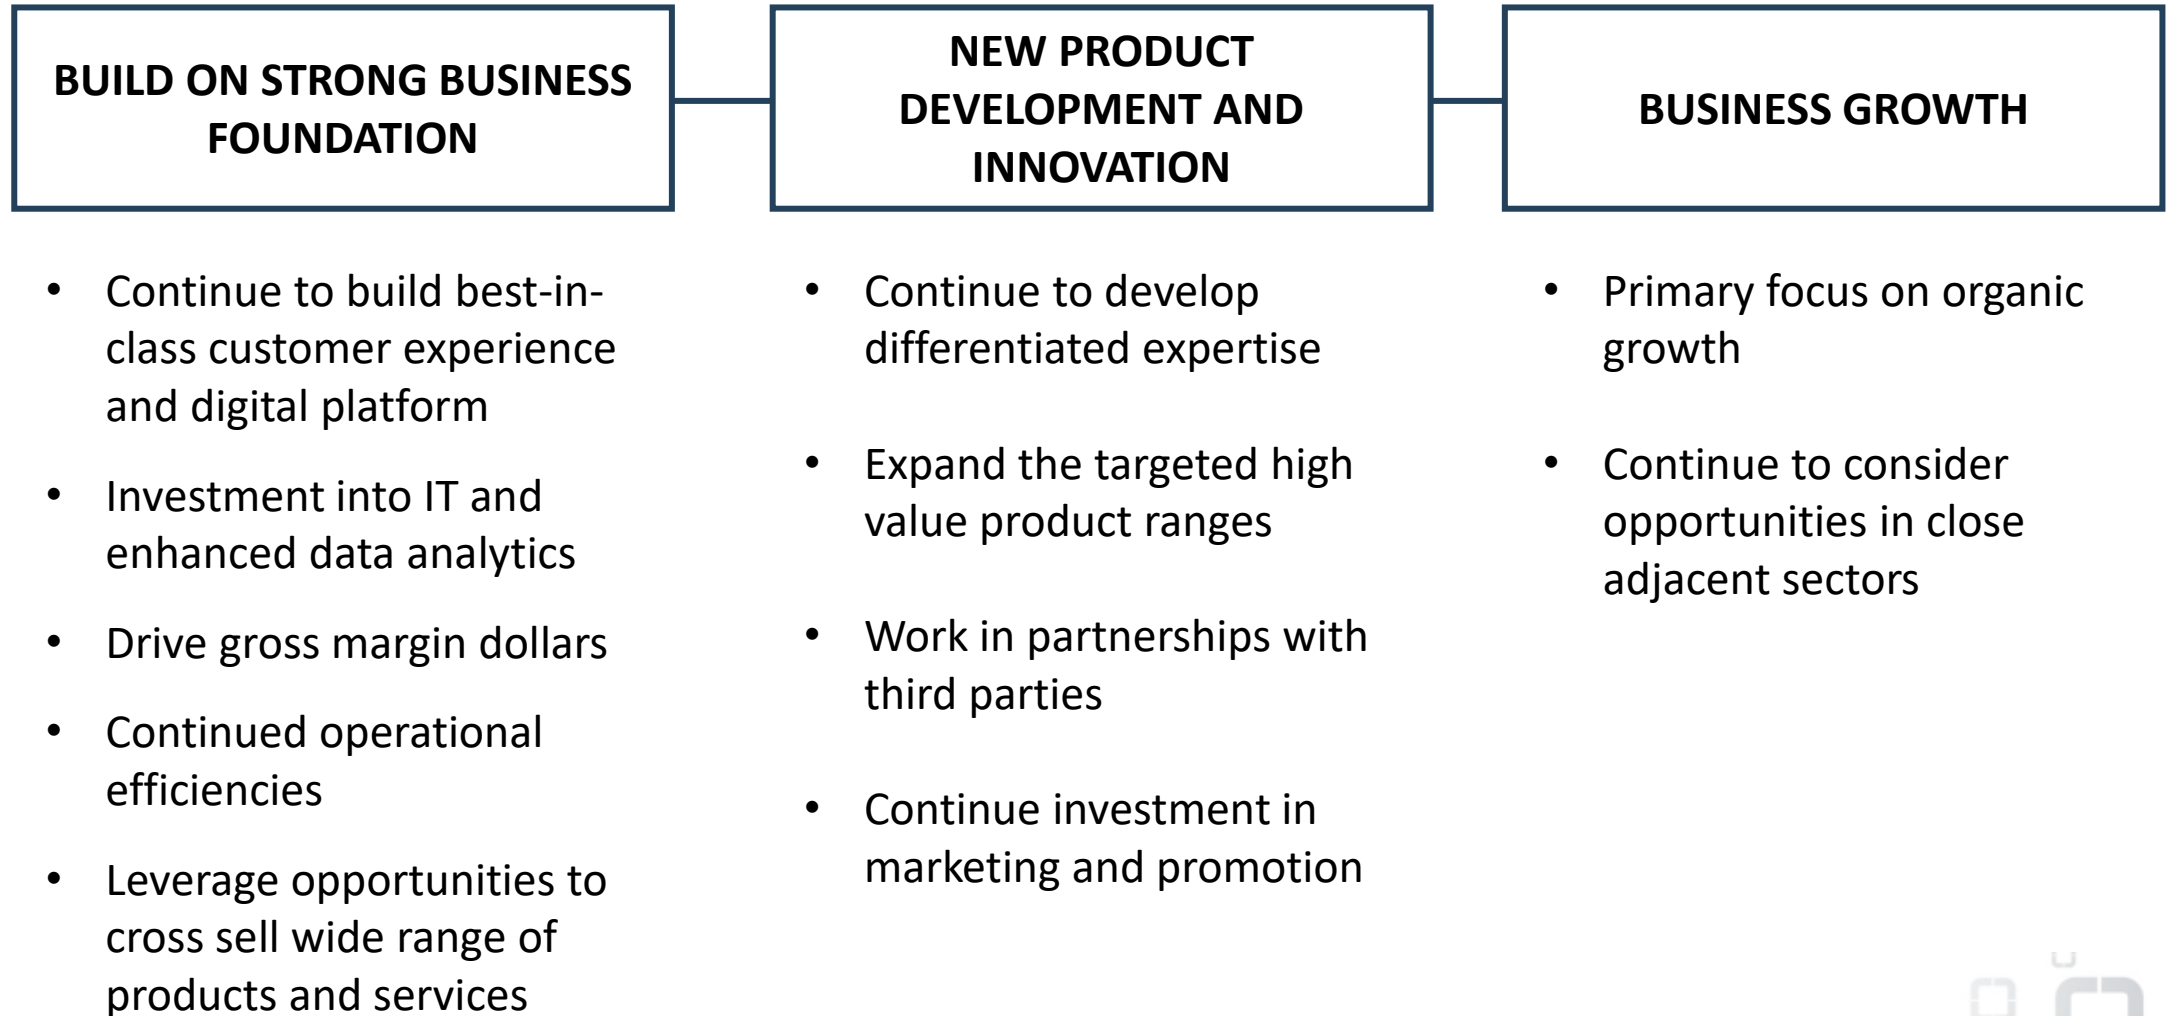 BUILD ON STRONG BUSINESS
FOUNDATION
• Continue to build best-in-
class customer experience
and digital platform
• Investment into IT and
enhanced data analytics
• Drive gross margin dollars
• Continued operational
efficiencies
• Leverage opportunities to
cross sell wide range of
products and services
NEW PRODUCT
DEVELOPMENT AND
INNOVATION
• Continue to develop
differentiated expertise
• Expand the targeted high
value product ranges
• Work in partnerships with
third parties
• Continue investment in
marketing and promotion
BUSINESS GROWTH
• Primary focus on organic
growth
• Continue to consider
opportunities in close
adjacent sectors